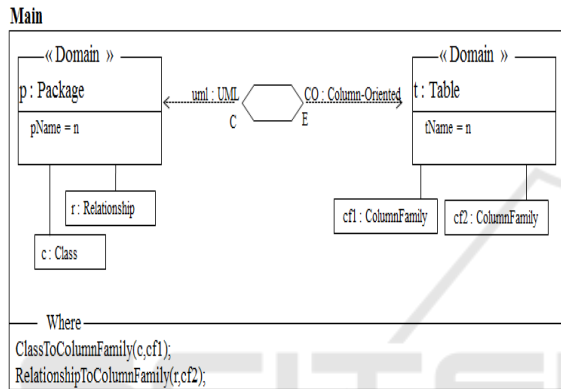 Main
« Domain »
p : Package
pName = n
r : Relationship
c : Class
uml : UML
C
CO : Column-Oriented
E
« Domain »
t : Table
tName = n
cf1 : ColumnFamily
cf2 : ColumnFamily
Where
ClassToColumnFamily(c,cf1);
RelationshipToColumnFamily(r,cf2);